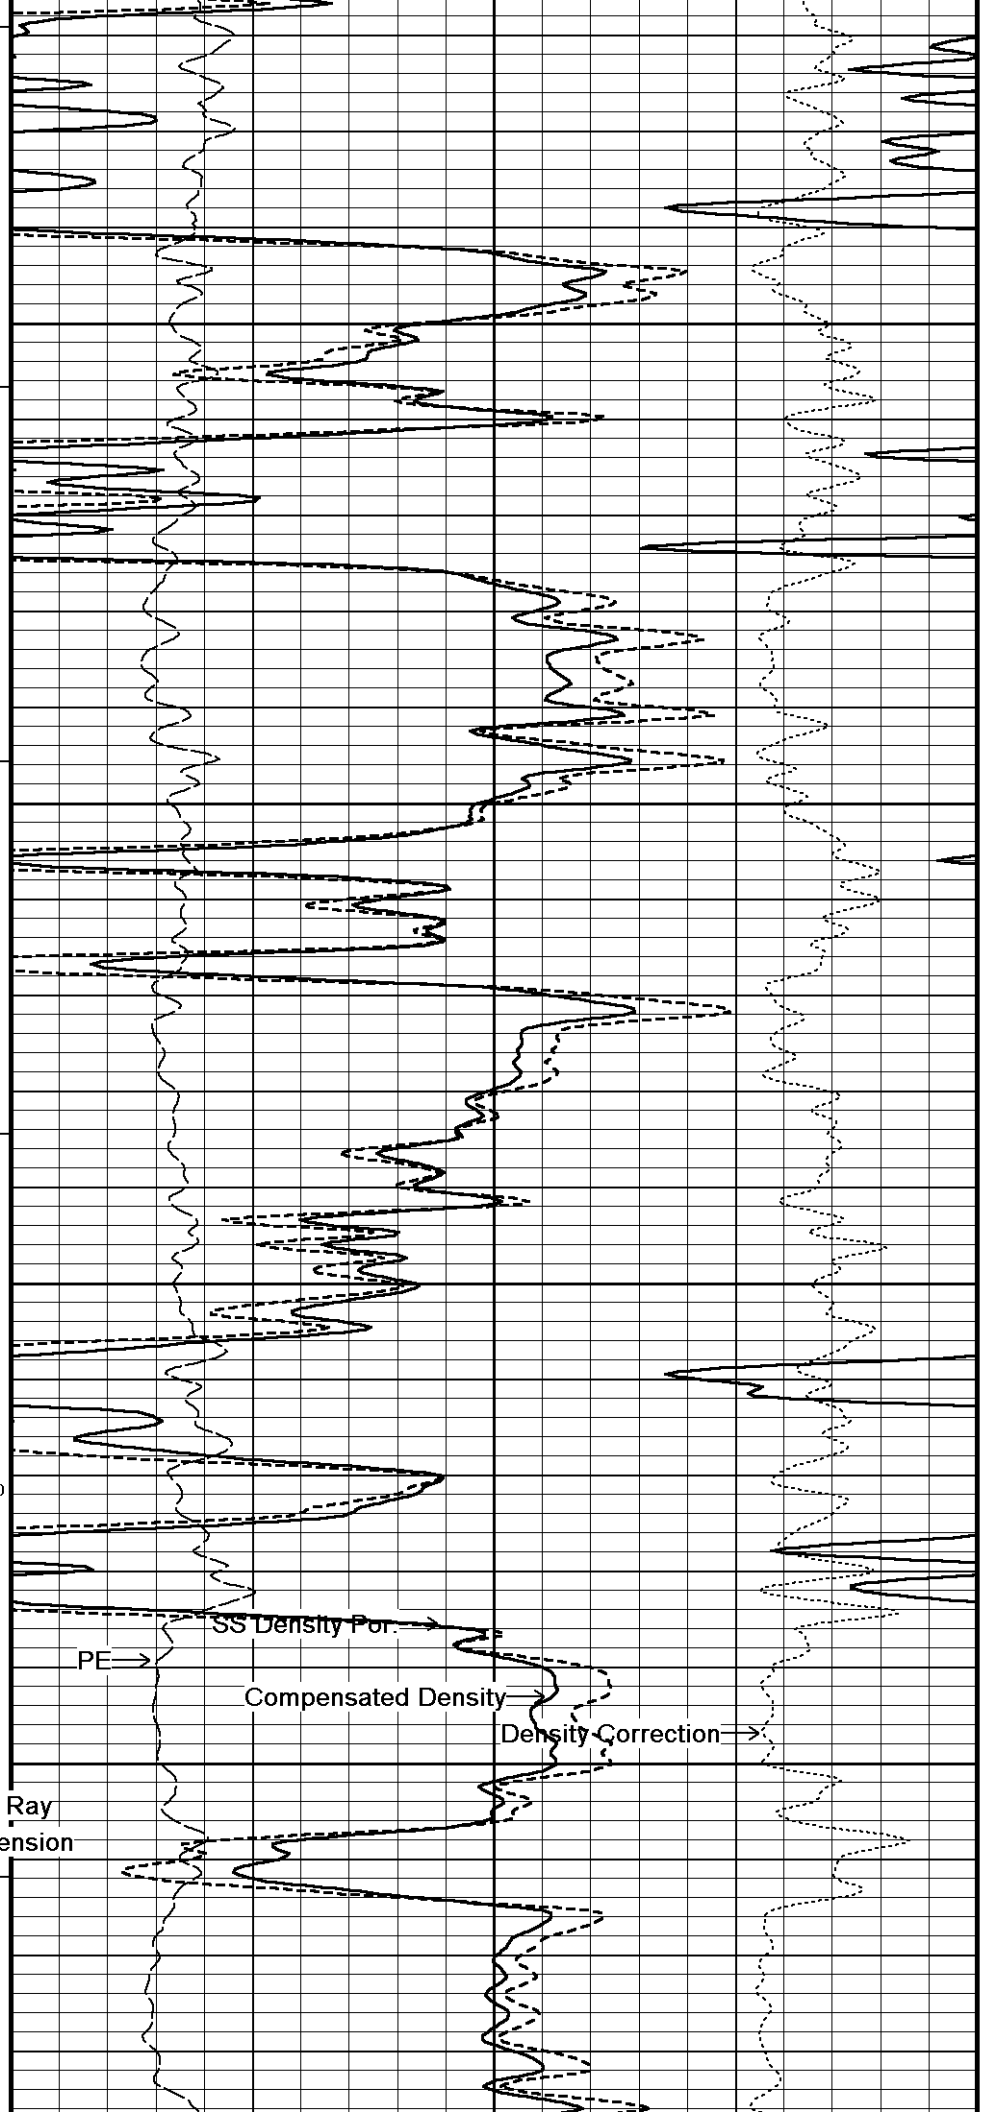 SS Density Por.
PE
Compensated Density
Density Correction
Ray
ension